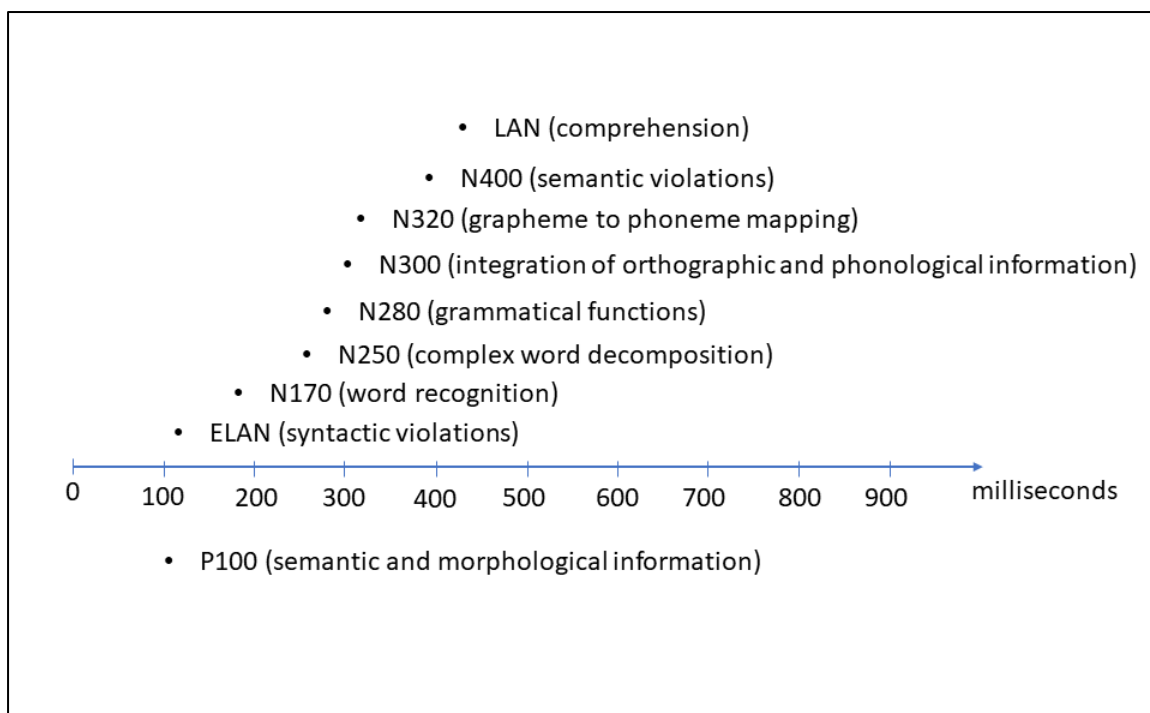 • LAN (comprehension)
• N400 (semantic violations)
• N320 (grapheme to phoneme mapping)
• N300 (integration of orthographic and phonological information)
• N280 (grammatical functions)
• N250 (complex word decomposition)
• N170 (word recognition)
• ELAN (syntactic violations)
0 100 200 300 400 500 600 700 800 900 milliseconds
• P100 (semantic and morphological information)